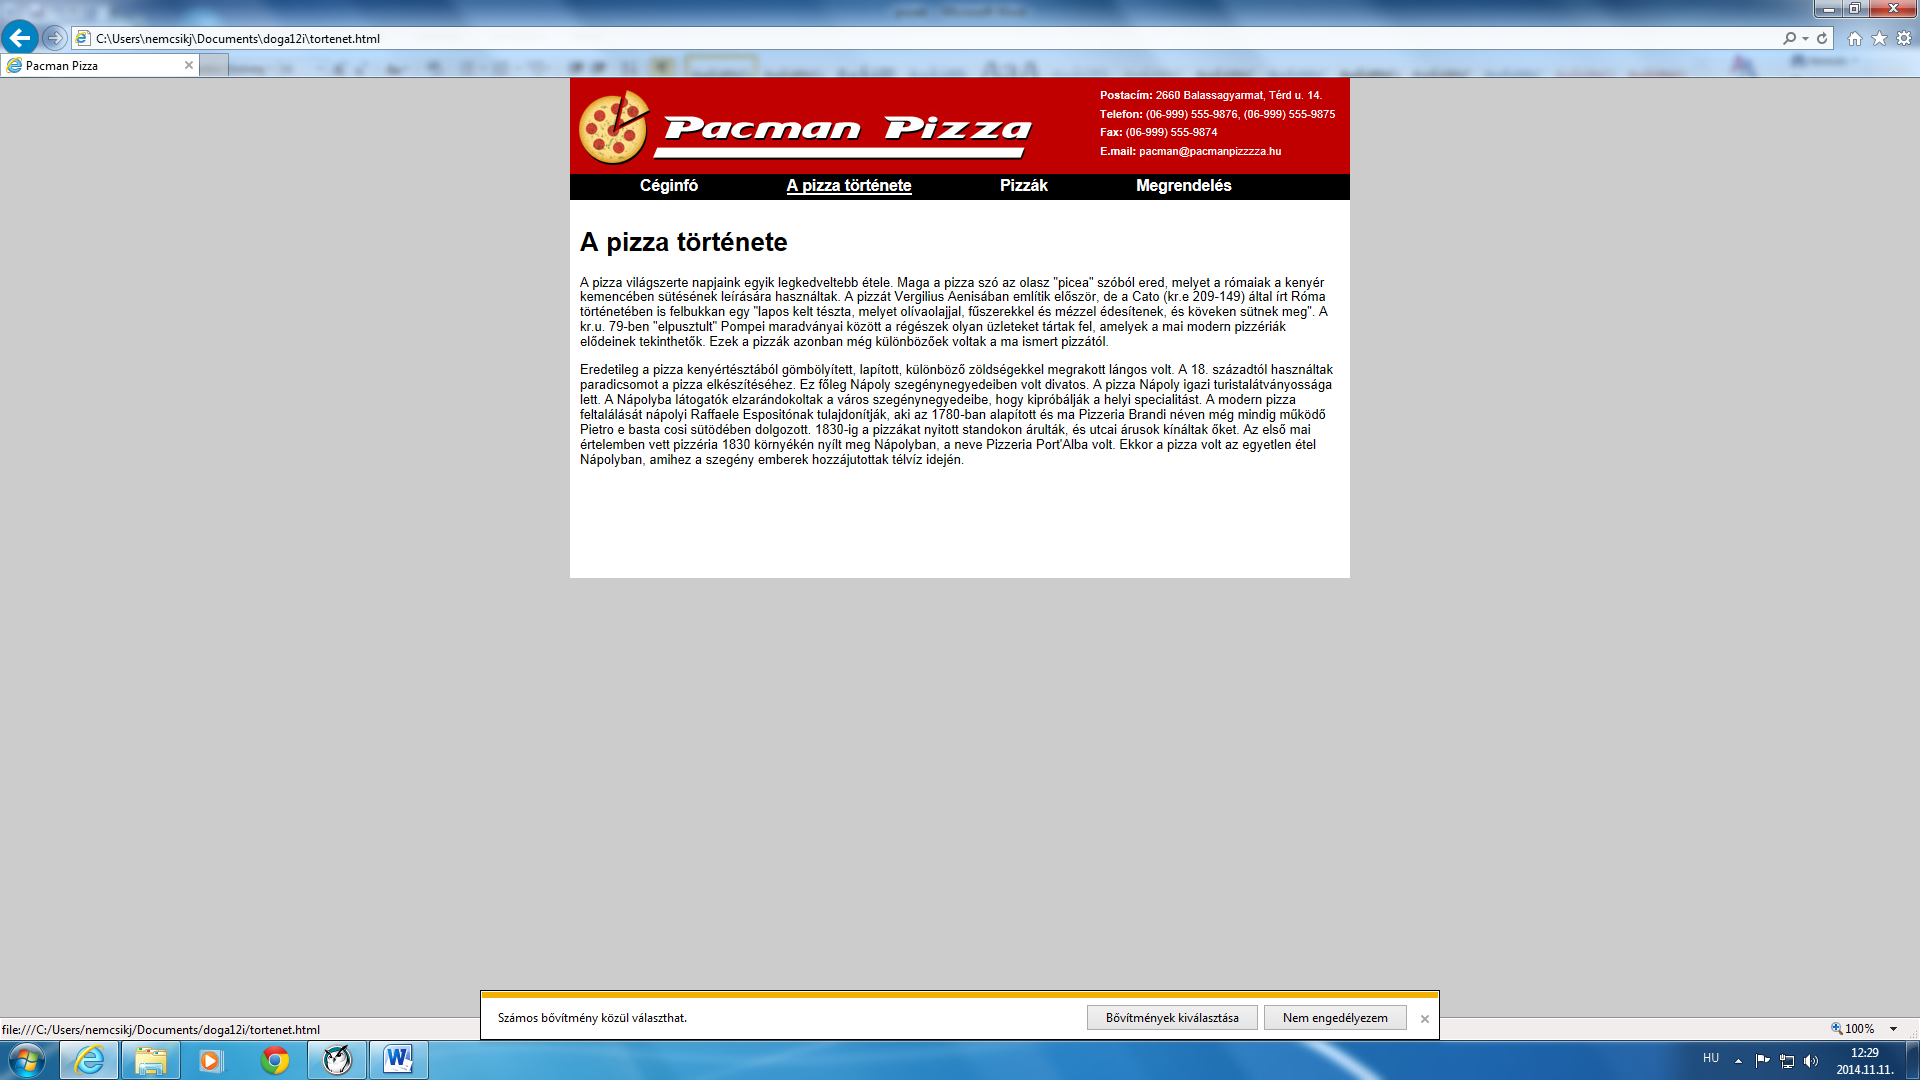 C:\Users\nemcsikj\Documents\doga12i\tortenet.html
Pacman Pizza
Pacman Pizza
Postacím: 2660 Balassagyarmat, Térd u. 14.
Telefon: (06-999) 555-9876, (06-999) 555-9875
Fax: (06-999) 555-9874
E.mail: pacman@pacmanpizzzza.hu
Céginfó A pizza története Pizzák Megrendelés
A pizza története
A pizza világszerte napjaink egyik legkedveltebb étele. Maga a pizza szó az olasz "picea" szóból ered, melyet a rómaiak a kenyér
kemencében sütésének leírására használtak. A pizzát Vergilius Aenisában említik először, de a Cato (kr.e 209-149) által írt Róma
történetében is felbukkan egy "lapos kelt tészta, melyet olívaolajjal, fűszerekkel és mézzel édesítenek, és köveken sütnek meg". A
kr.u. 79-ben "elpusztult" Pompei maradványai között a régészek olyan üzleteket tártak fel, amelyek a mai modern pizzériák
elődeinek tekinthetők. Ezek a pizzák azonban még különbözőek voltak a ma ismert pizzától.
Eredetileg a pizza kenyértésztából gömbölyített, lapított, különböző zöldségekkel megrakott lángos volt. A 18. századtól használtak
paradicsomot a pizza elkészítéséhez. Ez főleg Nápoly szegénynegyedeiben volt divatos. A pizza Nápoly igazi turistalátványossága
lett. A Nápolyba látogatók elzarándokoltak a város szegénynegyedeibe, hogy kipróbálják a helyi specialitást. A modern pizza
feltalálását nápolyi Raffaele Espositónak tulajdonítják, aki az 1780-ban alapított és ma Pizzeria Brandi néven még mindig működő
Pietro e basta cosi sütödében dolgozott. 1830-ig a pizzákat nyitott standokon árulták, és utcai árusok kínáltak őket. Az első mai
értelemben vett pizzéria 1830 környékén nyílt meg Nápolyban, a neve Pizzeria Port'Alba volt. Ekkor a pizza volt az egyetlen étel
Nápolyban, amihez a szegény emberek hozzájutottak télvíz idején.
Számos bővítmény közül választhat. Bővítmények kiválasztása Nem engedélyezem
file:///C:/Users/nemcsikj/Documents/doga12i/tortenet.html
100%
HU
12:29
2014.11.11.